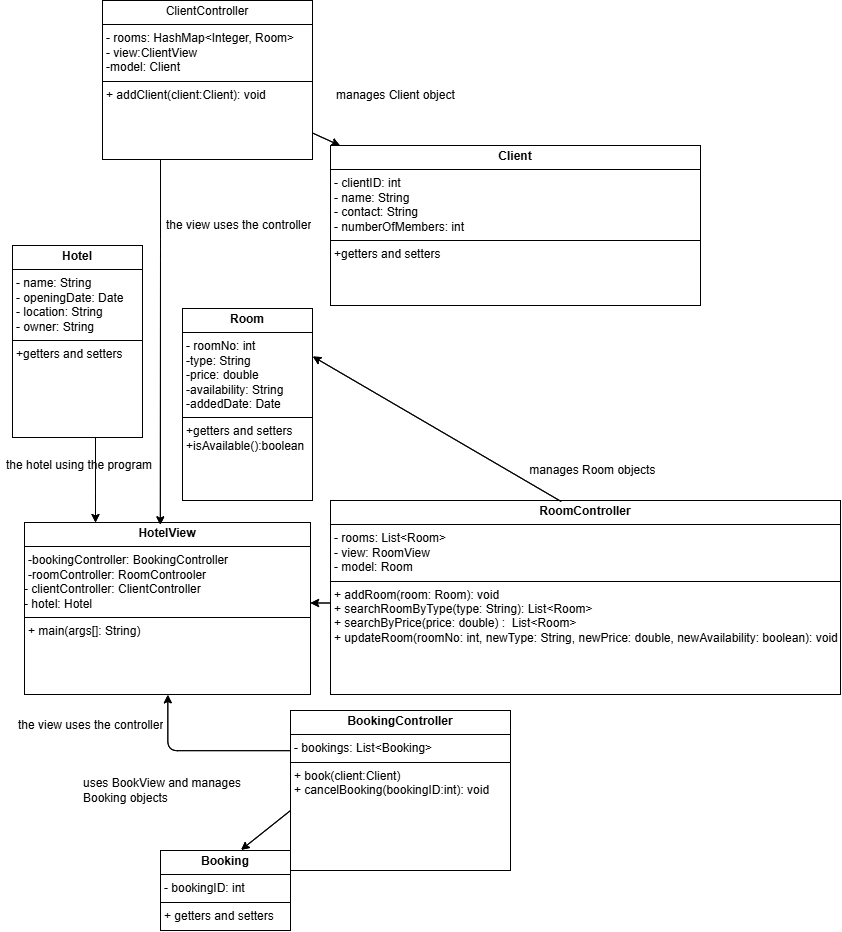 ClientController
- rooms: HashMap<Integer, Room>
- view:ClientView
-model: Client
+ addClient(client:Client): void
manages Client object
Client
- clientID: int
- name: String
- contact: String
- numberOfMembers: int
+getters and setters
the view uses the controller
Hotel
- name: String
- openingDate: Date
- location: String
- owner: String
+getters and setters
Room
- roomNo: int
-type: String
-price: double
-availability: String
-addedDate: Date
+getters and setters
+isAvailable():boolean
the hotel using the program
manages Room objects
RoomController
- rooms: List<Room>
- view: RoomView
- model: Room
+ addRoom(room: Room): void
+ searchRoomByType(type: String): List<Room>
+ searchByPrice(price: double) : List<Room>
+ updateRoom(roomNo: int, newType: String, newPrice: double, newAvailability: boolean): void
HotelView
-bookingController: BookingController
-roomController: RoomControoler
- clientController: ClientController
- hotel: Hotel
+ main(args[]: String)
the view uses the controller
BookingController
- bookings: List<Booking>
+ book(client:Client)
+ cancelBooking(bookingID:int): void
uses BookView and manages
Booking objects
Booking
- bookingID: int
+ getters and setters